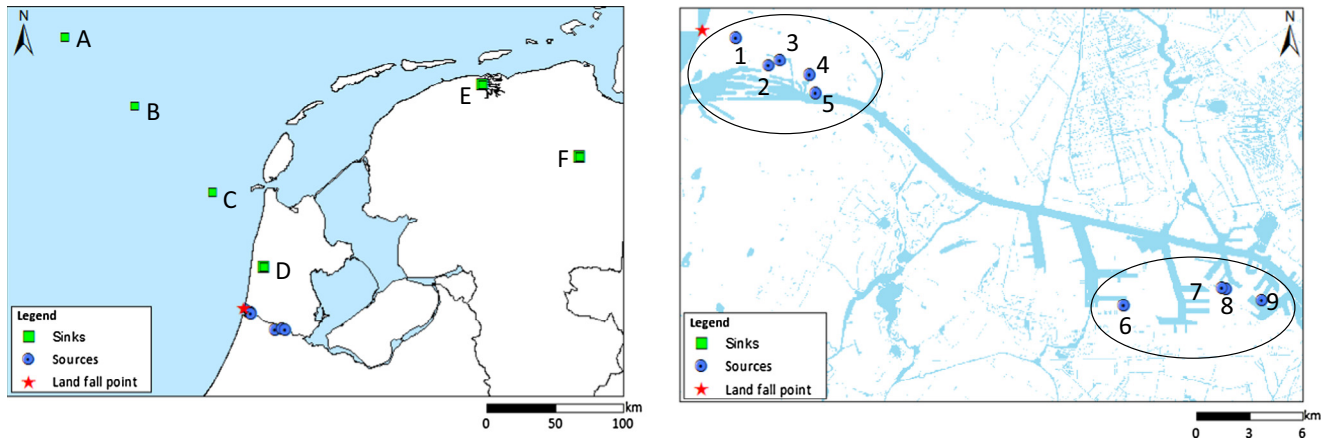 N
A
B
C
D
E
F
Legend
Sinks
Sources
Land fall point
km
0 50 100
N
1
2
3
4
5
6
7
8
9
Legend
Sinks
Sources
Land fall point
km
0 3 6